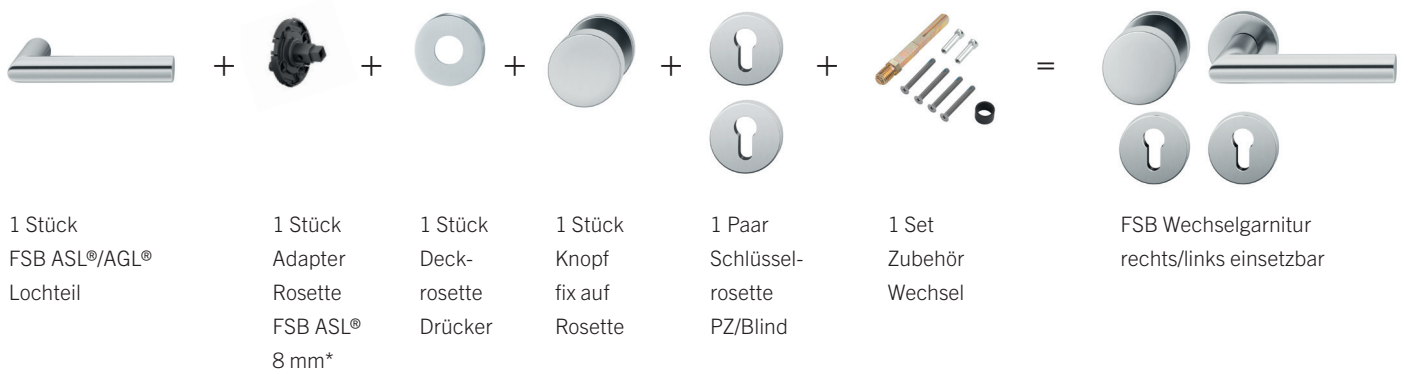 + + + + + =
1 Stück
FSB ASL®/AGL®
Lochteil
1 Stück
Adapter
Rosette
FSB ASL®
8 mm*
1 Stück
Deck-
rosette
Drücker
1 Stück
Knopf
fix auf
Rosette
1 Paar
Schlüssel-
rosette
PZ/Blind
1 Set
Zubehör
Wechsel
FSB Wechselgarnitur
rechts/links einsetzbar